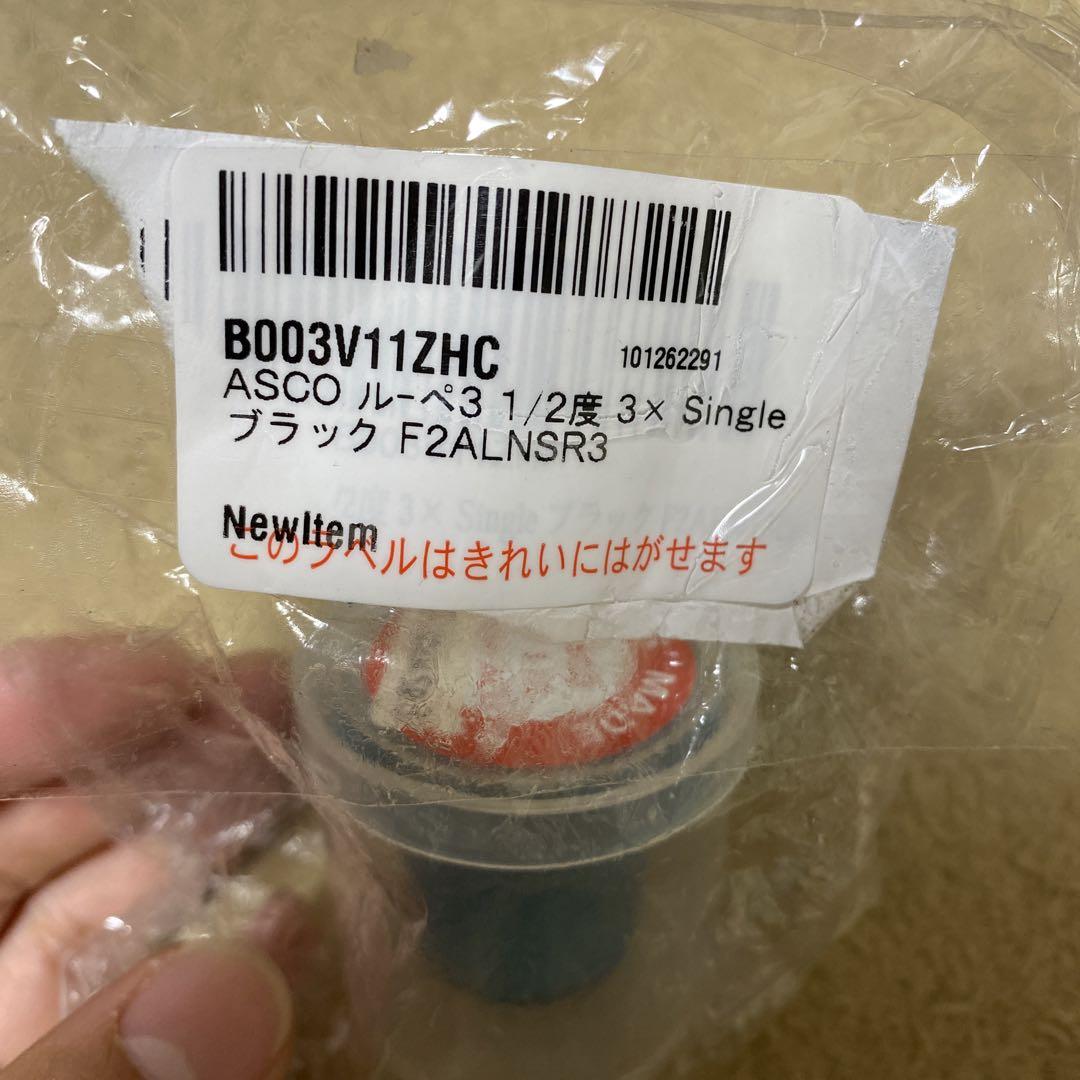 B003V11ZHC
101262291
ASCO ルーペ3 1/2度 3× Single
ブラック F2ALNSR3
NewItem
このラベルはきれいにはがせます
MA